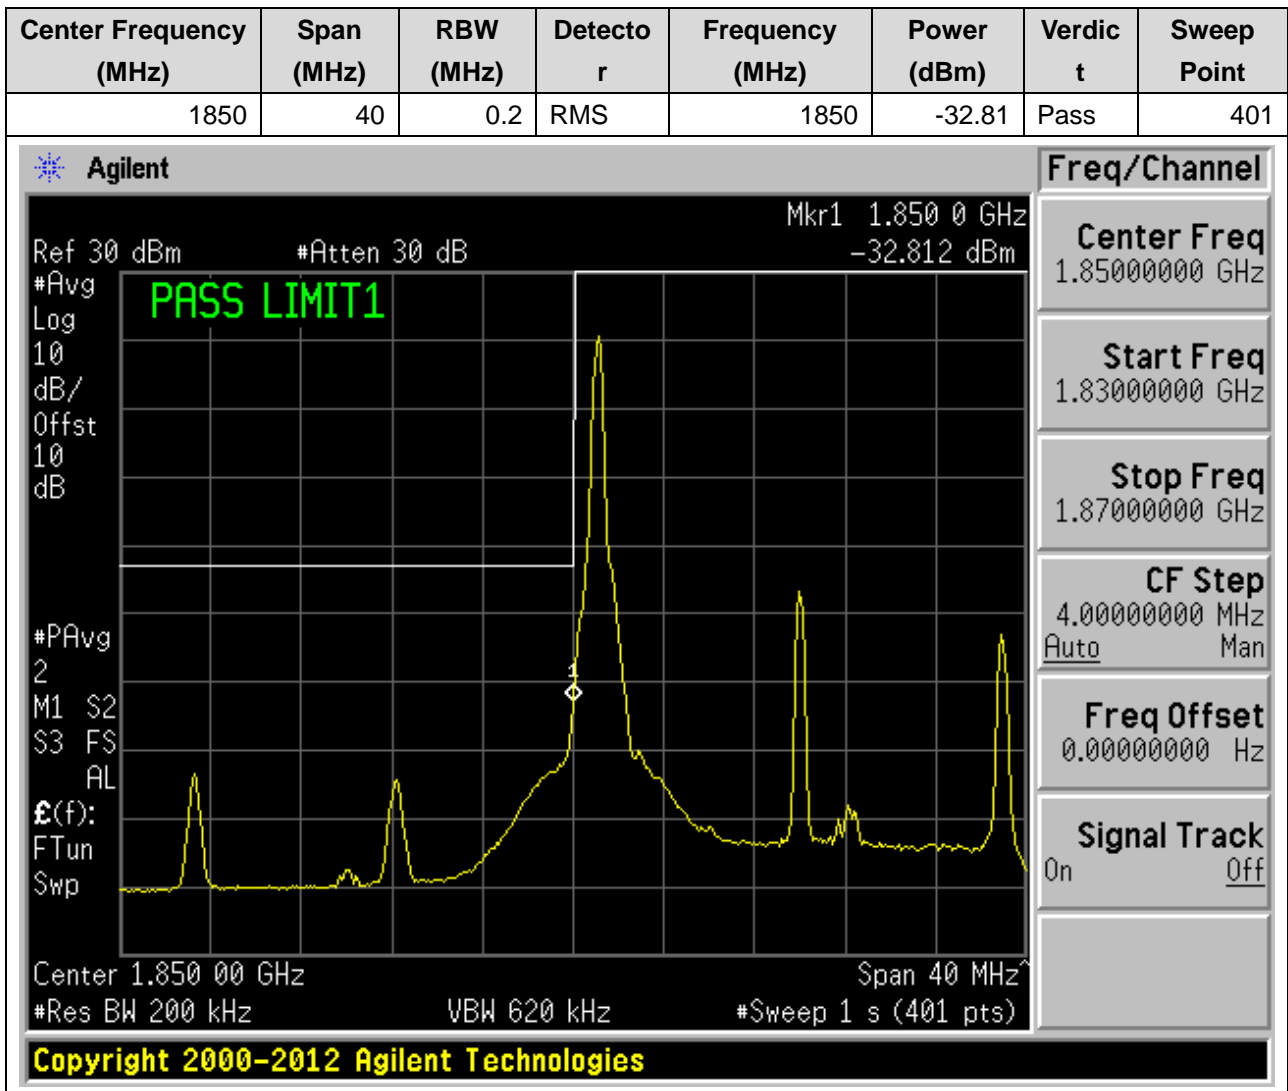 Center Frequency (MHz) Span (MHz) RBW (MHz) Detecto r Frequency (MHz) Power (dBm) Verdic t Sweep Point
1850 40 0.2 RMS 1850 -32.81 Pass 401
Agilent
Freq/Channel
Mkr1 1.850 0 GHz
Ref 30 dBm #Atten 30 dB -32.812 dBm
#Avg
Log
10
dB/
Offst
10
dB
PASS LIMIT1
#PAvg
2
M1 S2
S3 FS
AL
£(f):
FTun
Swp
1
Center 1.850 00 GHz Span 40 MHz^
#Res BW 200 kHz VBW 620 kHz #Sweep 1 s (401 pts)
Center Freq
1.85000000 GHz
Start Freq
1.83000000 GHz
Stop Freq
1.87000000 GHz
CF Step
4.00000000 MHz
Auto Man
Freq Offset
0.00000000 Hz
Signal Track
On Off
Copyright 2000-2012 Agilent Technologies